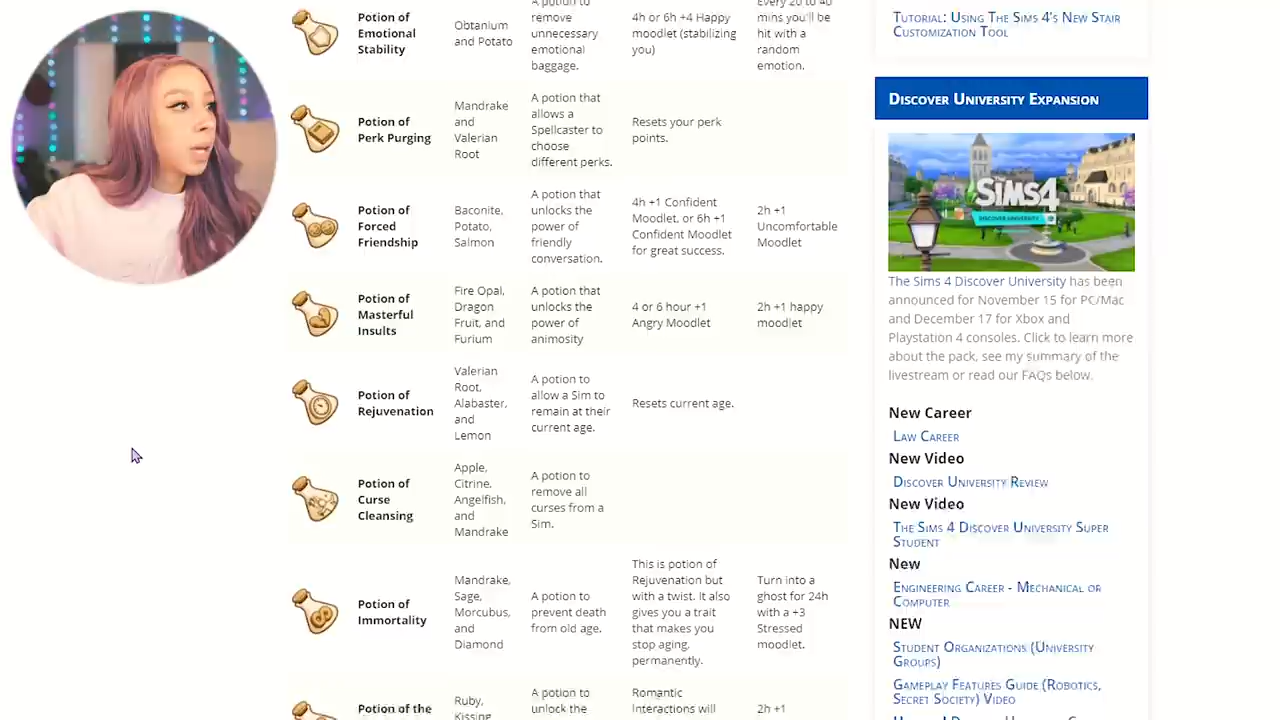 Potion of
Emotional
Stability
Obtanium
and Potato
A potion to
remove
unnecessary
emotional
baggage.
4h or 6h +4 Happy
moodlet (stabilizing
you)
Every 20 to 40
mins you'll be
hit with a
random
emotion.
Potion of
Perk Purging
Mandrake
and
Valerian
Root
A potion that
allows a
Spellcaster to
choose
different perks.
Resets your perk
points.
Potion of
Forced
Friendship
Baconite,
Potato,
Salmon
A potion that
unlocks the
power of
friendly
conversation.
4h +1 Confident
Moodlet, or 6h +1
Confident Moodlet
for great success.
2h +1
Uncomfortable
Moodlet
Potion of
Masterful
Insults
Fire Opal,
Dragon
Fruit, and
Furium
A potion that
unlocks the
power of
animosity
4 or 6 hour +1
Angry Moodlet
2h +1 happy
moodlet
Potion of
Rejuvenation
Valerian
Root,
Alabaster,
and
Lemon
A potion to
allow a Sim to
remain at their
current age.
Resets current age.
Potion of
Curse
Cleansing
Apple,
Citrine,
Angelfish,
and
Mandrake
A potion to
remove all
curses from a
Sim.
Potion of
Immortality
Mandrake,
Sage,
Morcubus,
and
Diamond
A potion to
prevent death
from old age.
This is potion of
Rejuvenation but
with a twist. It also
gives you a trait
that makes you
stop aging,
permanently.
Turn into a
ghost for 24h
with a +3
Stressed
moodlet.
Potion of the
Ruby,
Kissing
A potion to
unlock the
Romantic
Interactions will
2h +1
Tutorial: Using The Sims 4's New Stair
Customization Tool
Discover University Expansion
The SiMS 4
DISCOVER UNIVERSITY
The Sims 4 Discover University has been
announced for November 15 for PC/Mac
and December 17 for Xbox and
Playstation 4 consoles. Click to learn more
about the pack, see my summary of the
livestream or read our FAQs below.
New Career
Law Career
New Video
Discover University Review
New Video
The Sims 4 Discover University Super
Student
New
Engineering Career - Mechanical or
Computer
NEW
Student Organizations (University
Groups)
Gameplay Features Guide (Robotics,
Secret Society) Video